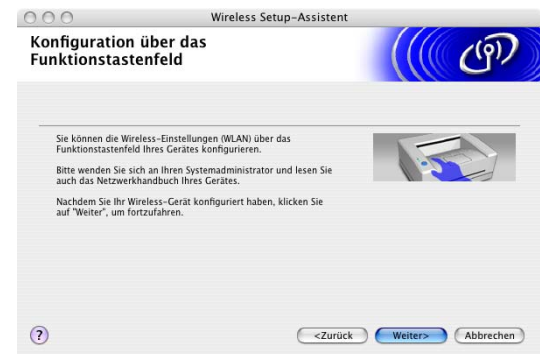 Wireless Setup-Assistent
Konfiguration über das
Funktionstastenfeld
Sie können die Wireless-Einstellungen (WLAN) über das
Funktionstastenfeld Ihres Gerätes konfigurieren.
Bitte wenden Sie sich an Ihren Systemadministrator und lesen Sie
auch das Netzwerkhandbuch Ihres Gerätes.
Nachdem Sie Ihr Wireless-Gerät konfiguriert haben, klicken Sie
auf "Weiter", um fortzufahren.
?
<Zurück
Weiter>
Abbrechen